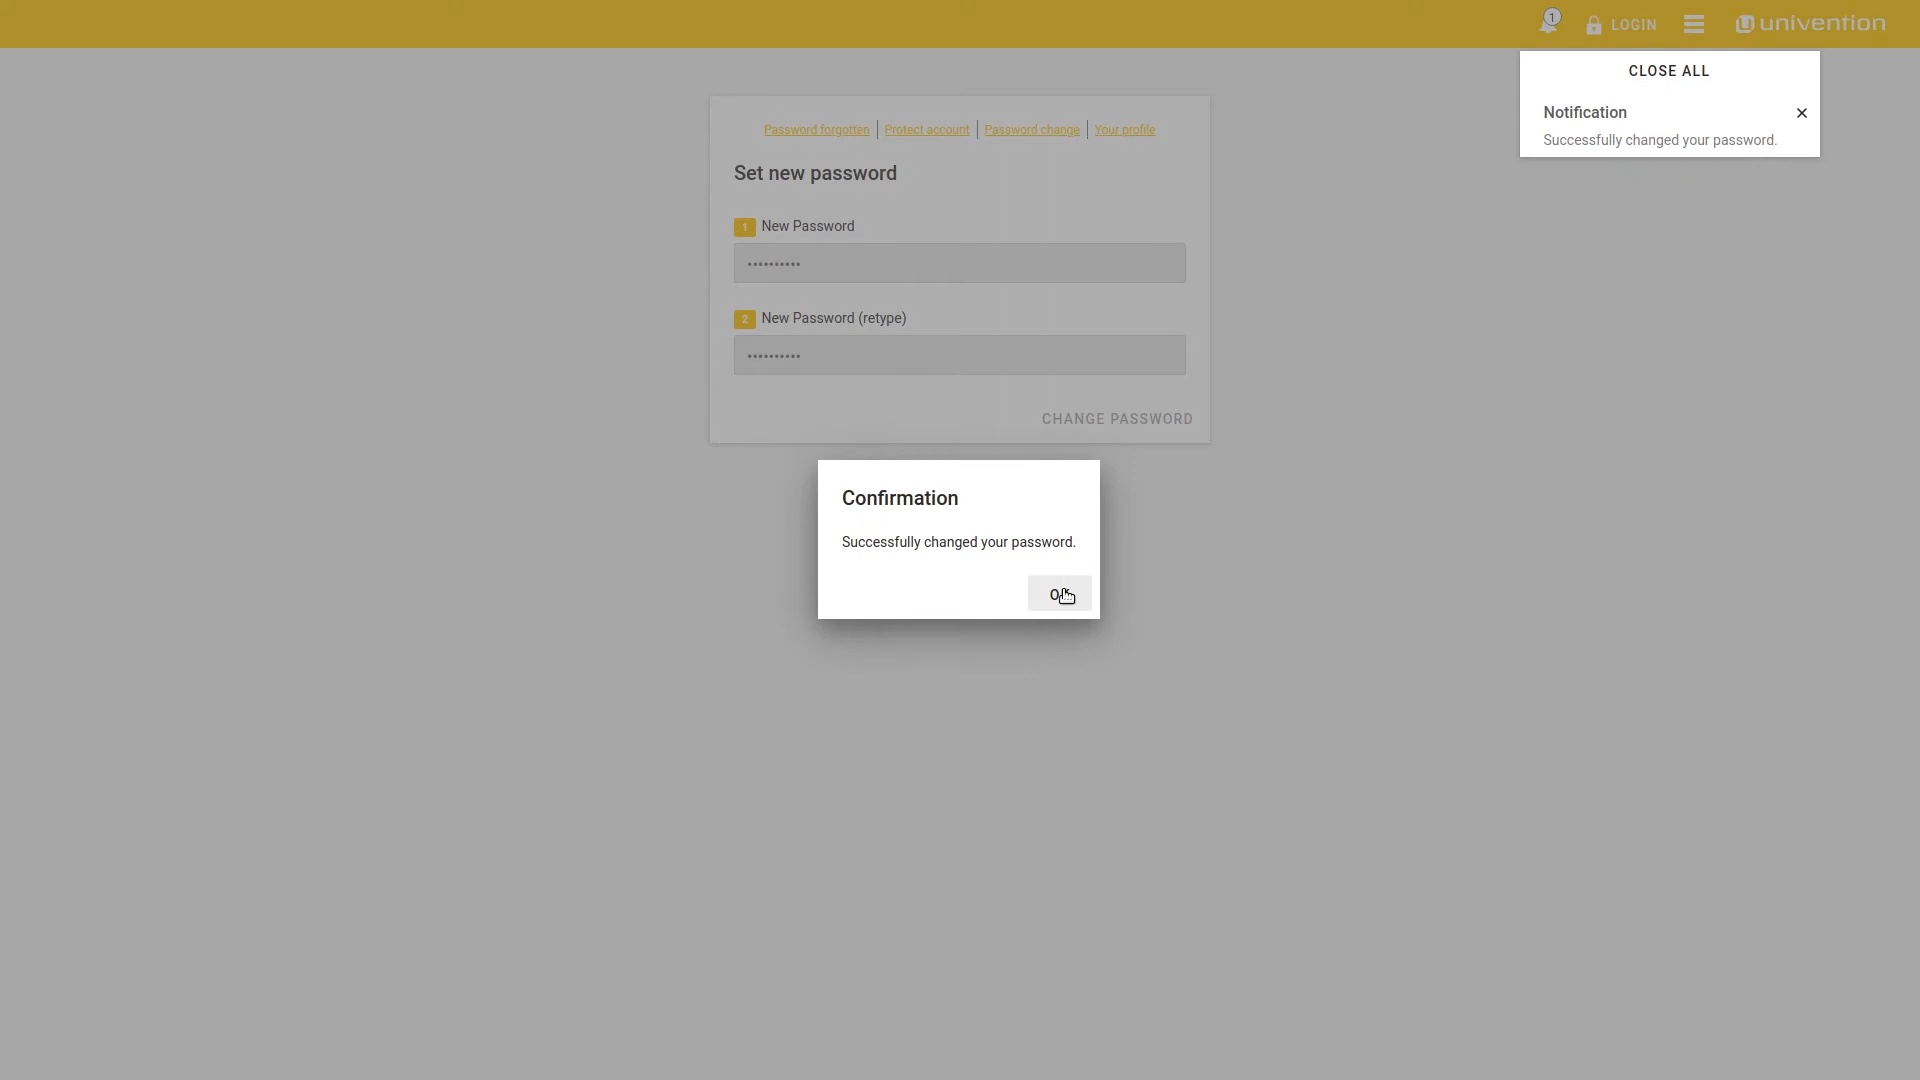 1
LOGIN
univention
CLOSE ALL
Notification
Successfully changed your password.
Password forgotten
Protect account
Password change
Your profile
Set new password
1 New Password
••••••••••
2 New Password (retype)
••••••••••
CHANGE PASSWORD
Confirmation
Successfully changed your password.